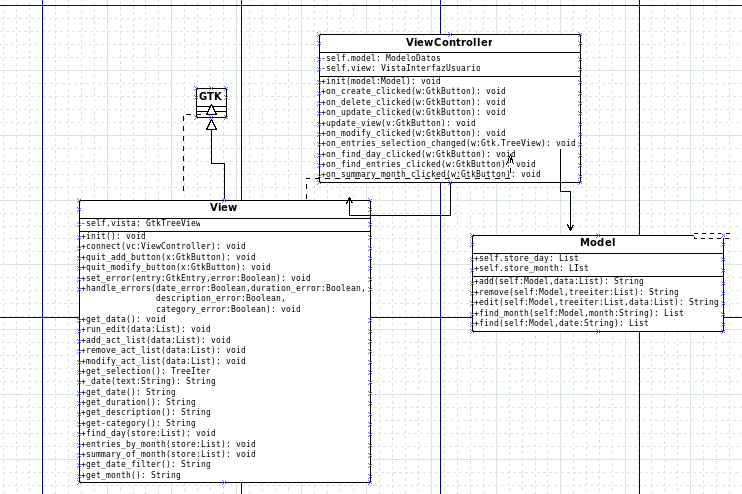 ViewController
-self.model: ModeloDatos
-self.view: VistaInterfazUsuario
+init(model:Model): void
+on_create_clicked(w:GtkButton): void
+on_delete_clicked(w:GtkButton): void
+on_update_clicked(w:GtkButton): void
+update_view(v:GtkButton): void
+on_modify_clicked(w:GtkButton): void
+on_entries_selection_changed(w:Gtk.TreeView): void
+on_find_day_clicked(w:GtkButton): void
+on_find_entries_clicked(w:GtkButton): void
+on_summary_month_clicked(w:GtkButton): void
GTK
View
-self.vista: GtkTreeView
+init(): void
+connect(vc:ViewController): void
+quit_add_button(x:GtkButton): void
+quit_modify_button(x:GtkButton): void
+set_error(entry:GtkEntry,error:Boolean): void
+handle_errors(date_error:Boolean,duration_error:Boolean,
description_error:Boolean,
category_error:Boolean): void
+get_data(): void
+run_edit(data:List): void
+add_act_list(data:List): void
+remove_act_list(data:List): void
+modify_act_list(data:List): void
+get_selection(): TreeIter
+_date(text:String): String
+get_date(): String
+get_duration(): String
+get_description(): String
+get-category(): String
+find_day(store:List): void
+entries_by_month(store:List): void
+summary_of_month(store:List): void
+get_date_filter(): String
+get_month(): String
Model
+self.store_day: List
+self.store_month: LIst
+add(self:Model,data:List): String
+remove(self:Model,treeiter:List): String
+edit(self:Model,treeiter:List,data:List): String
+find_month(self:Model,month:String): List
+find(self:Model,date:String): List